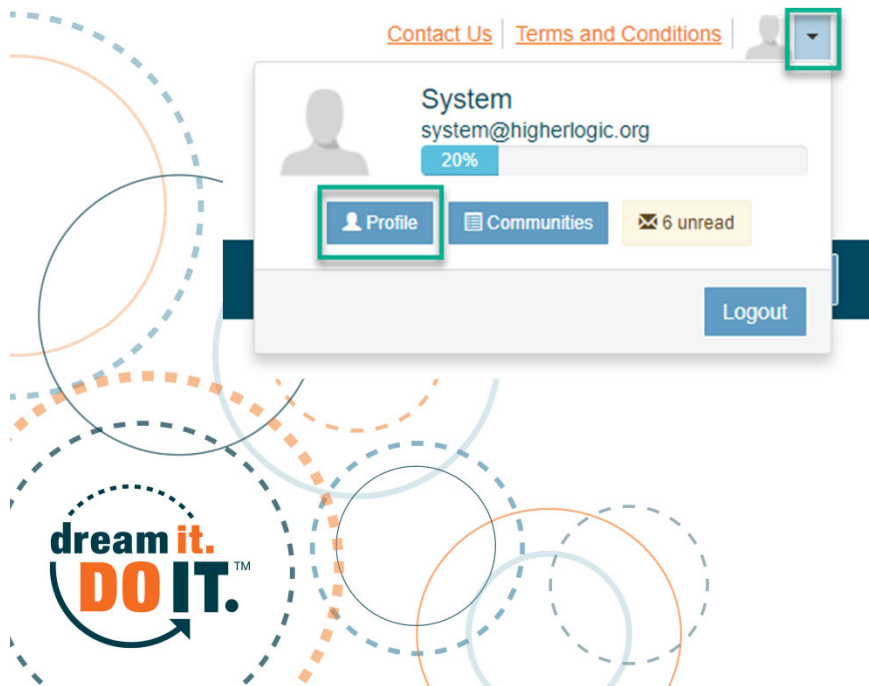 Contact Us | Terms and Conditions
System
system@higherlogic.org
20%
Profile Communities 6 unread
Logout
dream it.
DO IT.™